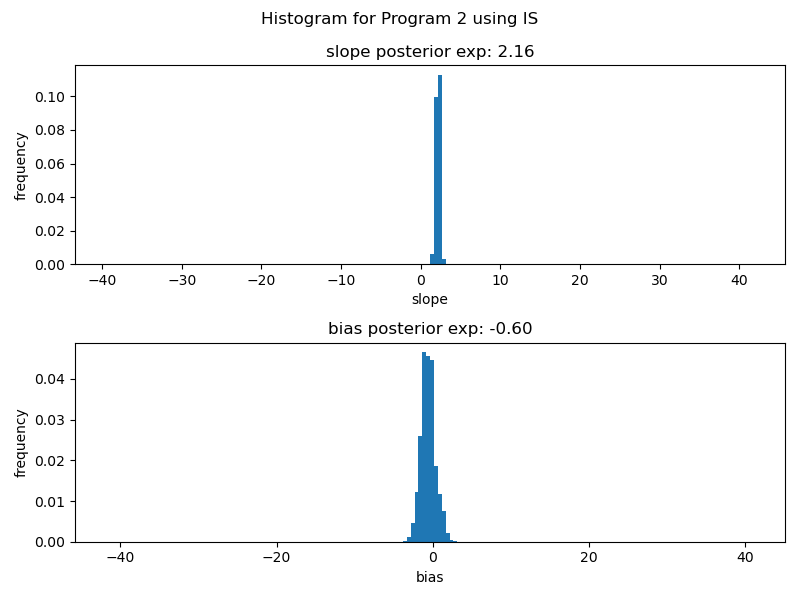 Histogram for Program 2 using IS
slope posterior exp: 2.16
frequency
0.10
0.08
0.06
0.04
0.02
0.00
−40 −30 −20 −10 0 10 20 30 40
slope
bias posterior exp: -0.60
frequency
0.04
0.03
0.02
0.01
0.00
−40 −20 0 20 40
bias